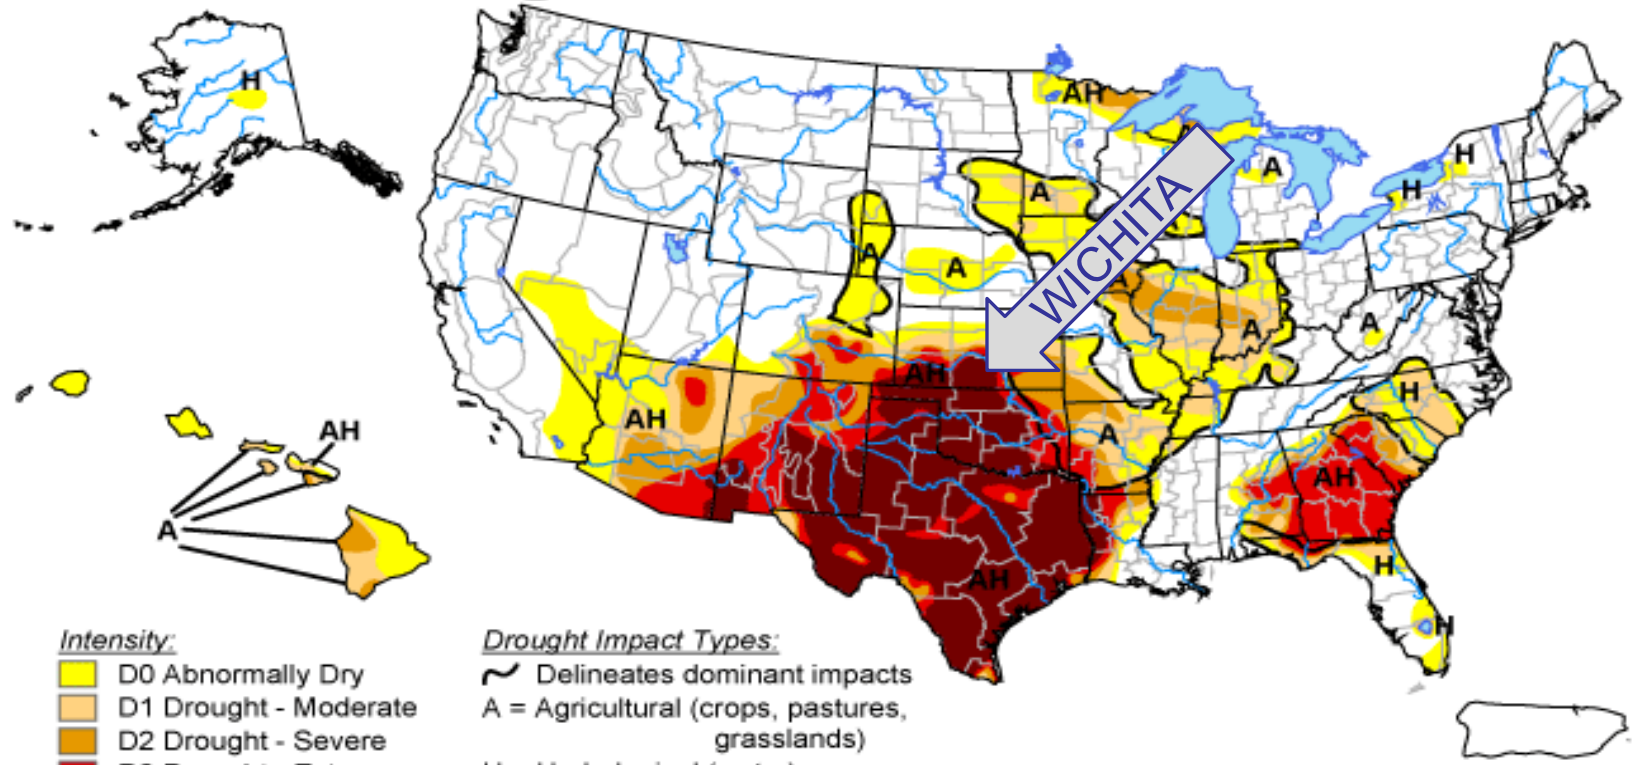 H
AH
H
A
H
A
WICHITA
A
A
A
A
A
AH
H
AH
A
AH
AH
A
AH
H
AH
H
Intensity:
D0 Abnormally Dry
D1 Drought - Moderate
D2 Drought - Severe
Drought Impact Types:
Delineates dominant impacts
A = Agricultural (crops, pastures,
grasslands)